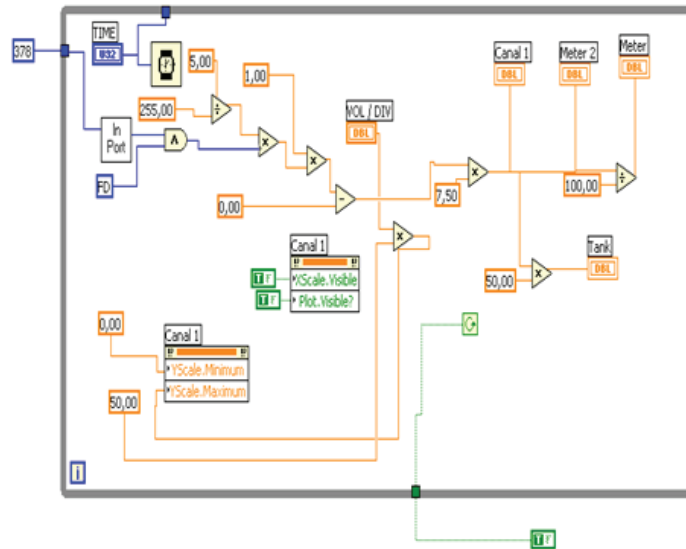 378
TIME
U32
5,00
1,00
255,00
In
Port
Λ
FD
÷
x
x
0,00
-
VOL / DIV
DBL
x
Canal 1
XScale.Visible
Plot.Visible?
T F
T F
Canal 1
DBL
Meter 2
DBL
Meter
DBL
x
7,50
100,00
÷
Tank
DBL
50,00
x
0,00
Canal 1
YScale.Minimum
YScale.Maximum
50,00
i
T F